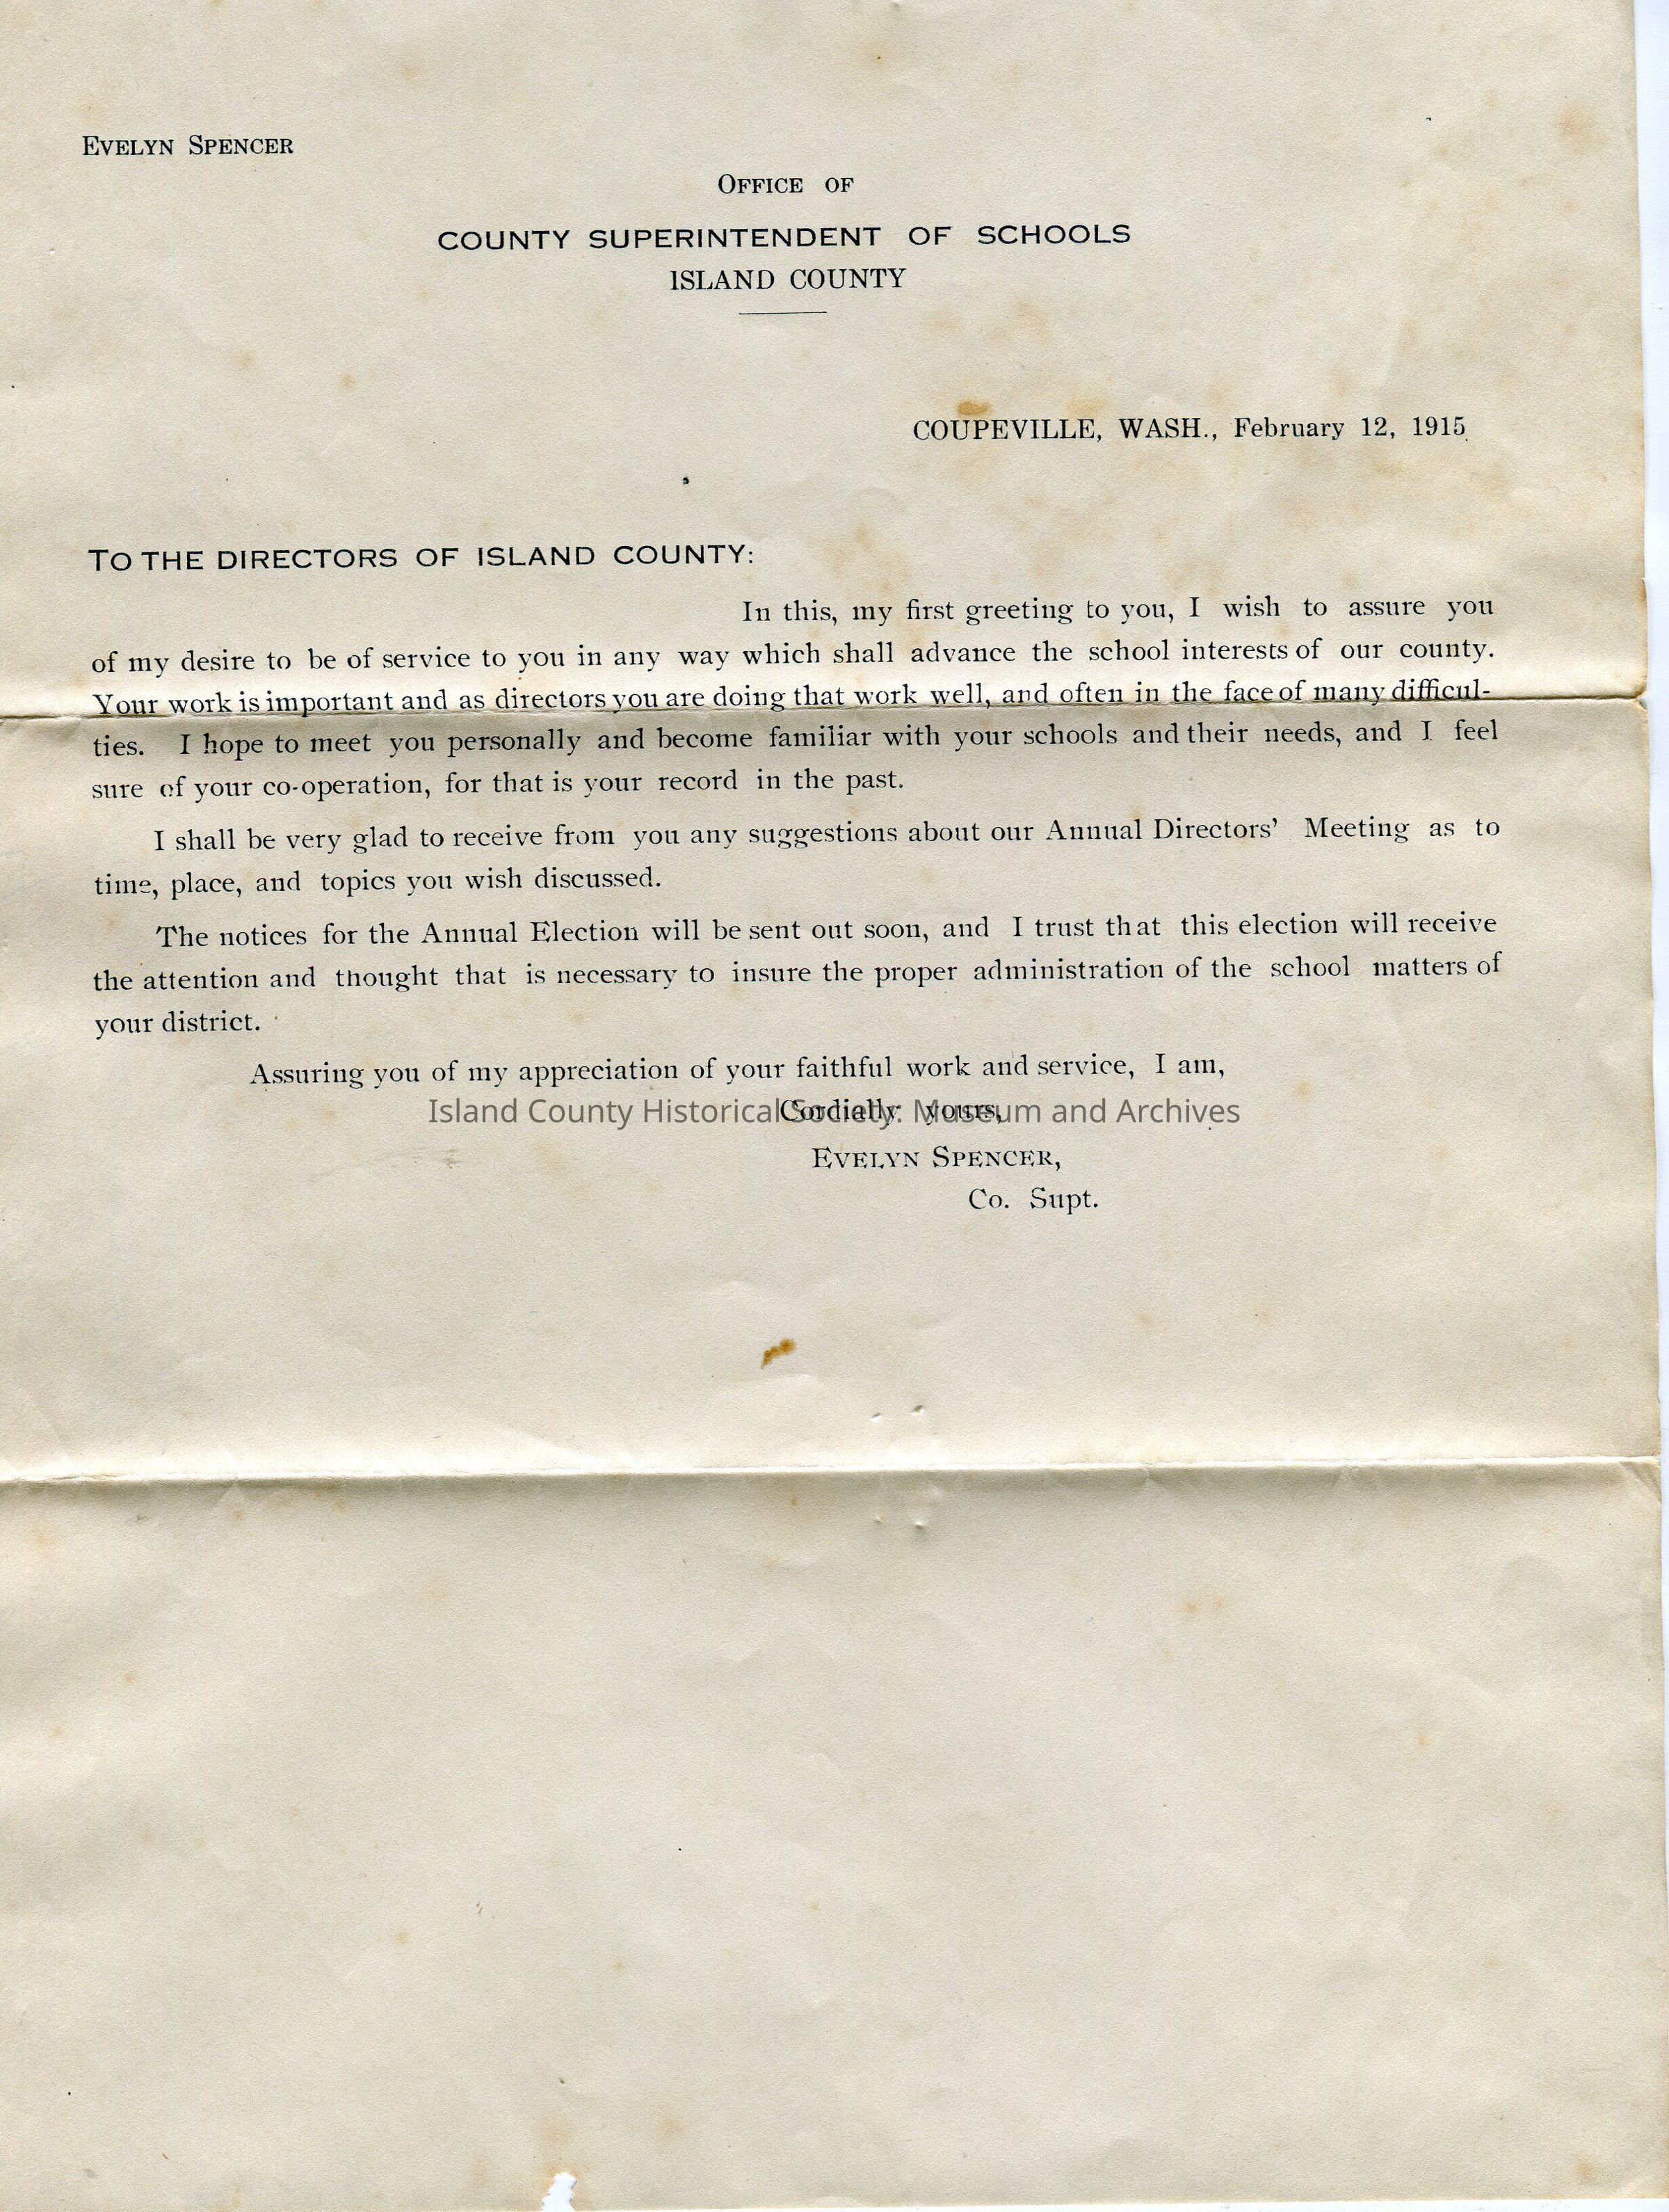 EVELYN SPENCER
OFFICE OF
COUNTY SUPERINTENDENT OF SCHOOLS
ISLAND COUNTY
COUPEVILLE, WASH., February 12, 1915
TO THE DIRECTORS OF ISLAND COUNTY:
In this, my first greeting to you, I wish to assure you
of my desire to be of service to you in any way which shall advance the school interests of our county.
Your work is important and as directors you are doing that work well, and often in the face of many difficul-
ties. I hope to meet you personally and become familiar with your schools and their needs, and I feel
sure of your co-operation, for that is your record in the past.
I shall be very glad to receive from you any suggestions about our Annual Directors' Meeting as to
time, place, and topics you wish discussed.
The notices for the Annual Election will be sent out soon, and I trust that this election will receive
the attention and thought that is necessary to insure the proper administration of the school matters of
your district.
Assuring you of my appreciation of your faithful work and service, I am,
Cordially yours,
Island County Historical Society. Museum and Archives
EVELYN SPENCER,
Co. Supt.